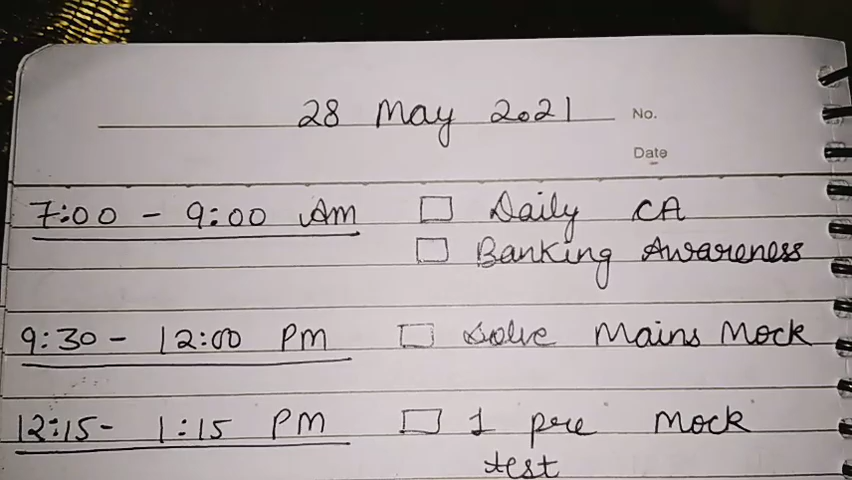 28 May 2021
No.
Date
7:00 - 9:00 Am □ Daily CA
□ Banking Awareness
9:30 - 12:00 PM □ Solve Mains Mock
12:15- 1:15 PM □ 1 pre Mock
test